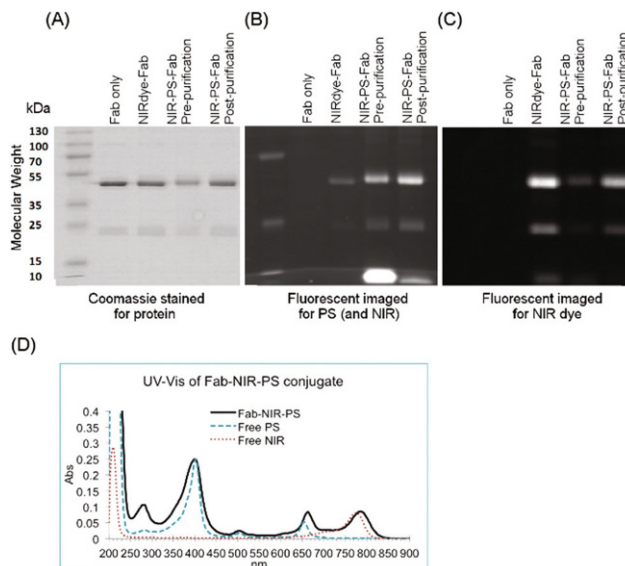 (A)
(B)
(C)
kDa
Fab only
NIRdye-Fab
NIR-PS-Fab
Pre-purification
NIR-PS-Fab
Post-purification
Fab only
NIRdye-Fab
NIR-PS-Fab
Pre-purification
NIR-PS-Fab
Post-purification
Fab only
NIRdye-Fab
NIR-PS-Fab
Pre-purification
NIR-PS-Fab
Post-purification
Molecular Weight
130
100
70
55
35
25
15
10
Coomassie stained
for protein
Fluorescent imaged
for PS (and NIR)
Fluorescent imaged
for NIR dye
(D)
UV-Vis of Fab-NIR-PS conjugate
Fab-NIR-PS
Free PS
Free NIR
Abs
0.4
0.35
0.3
0.25
0.2
0.15
0.1
0.05
0
200 250 300 350 400 450 500 550 600 650 700 750 800 850 900
nm